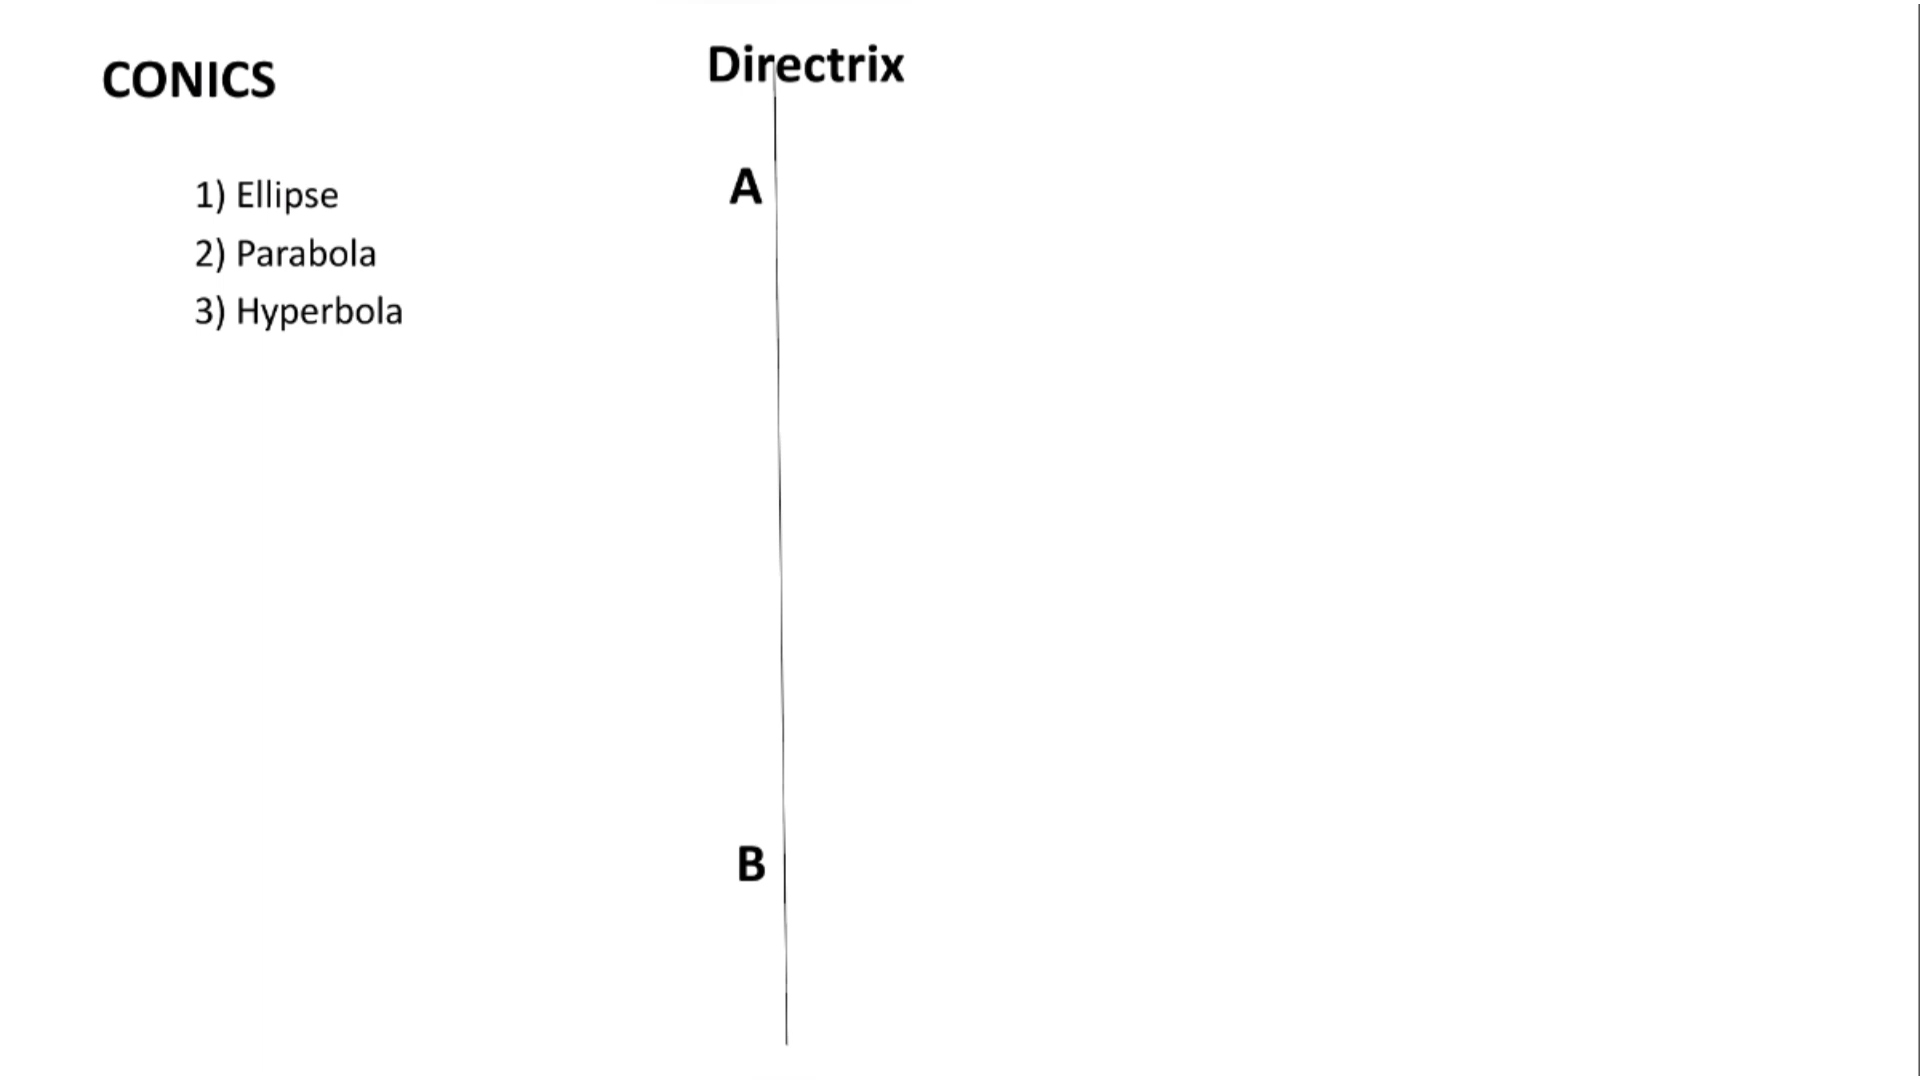 CONICS
1) Ellipse
2) Parabola
3) Hyperbola
Directrix
A
B